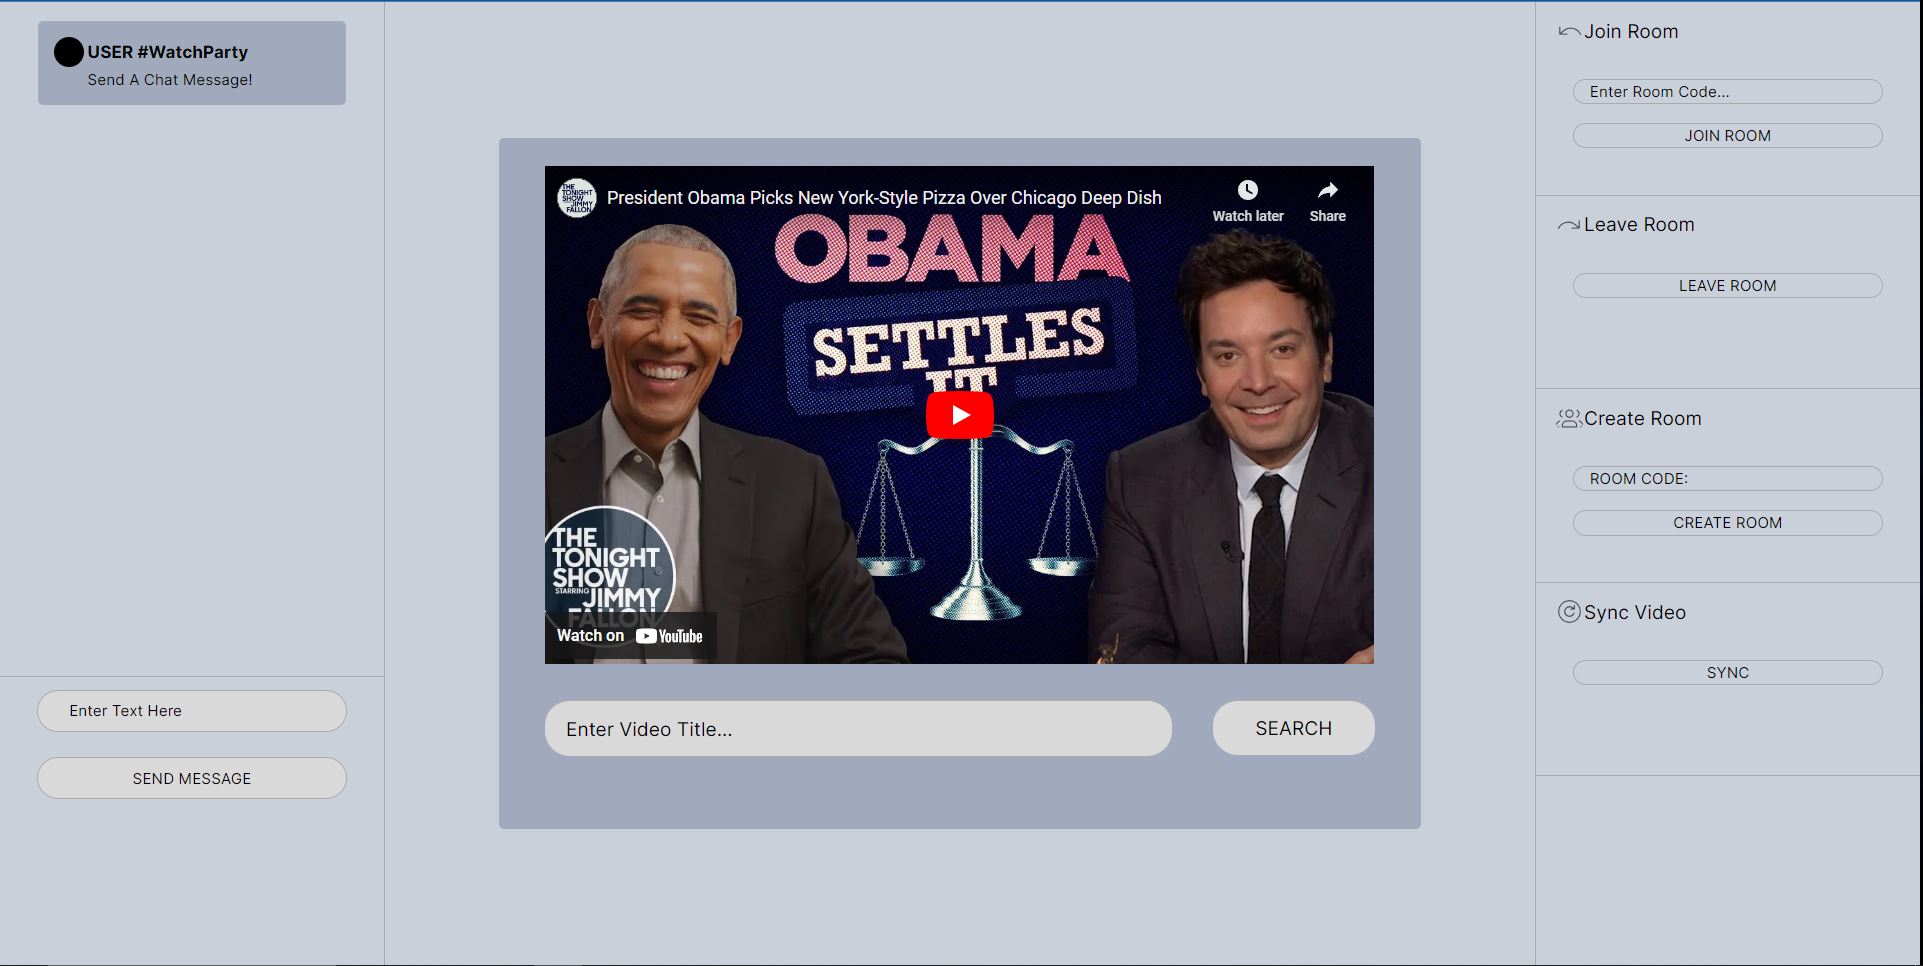 USER #WatchParty
Send A Chat Message!
Enter Text Here
SEND MESSAGE
THE
TONIGHT
SHOW
JIMMY
FALLON
President Obama Picks New York-Style Pizza Over Chicago Deep Dish
Watch later
Share
OBAMA
SETTLES
IT
THE
TONIGHT
SHOW
STARRING
JIMMY
FALLON
Watch on YouTube
Enter Video Title...
SEARCH
Join Room
Enter Room Code...
JOIN ROOM
Leave Room
LEAVE ROOM
Create Room
ROOM CODE:
CREATE ROOM
Sync Video
SYNC